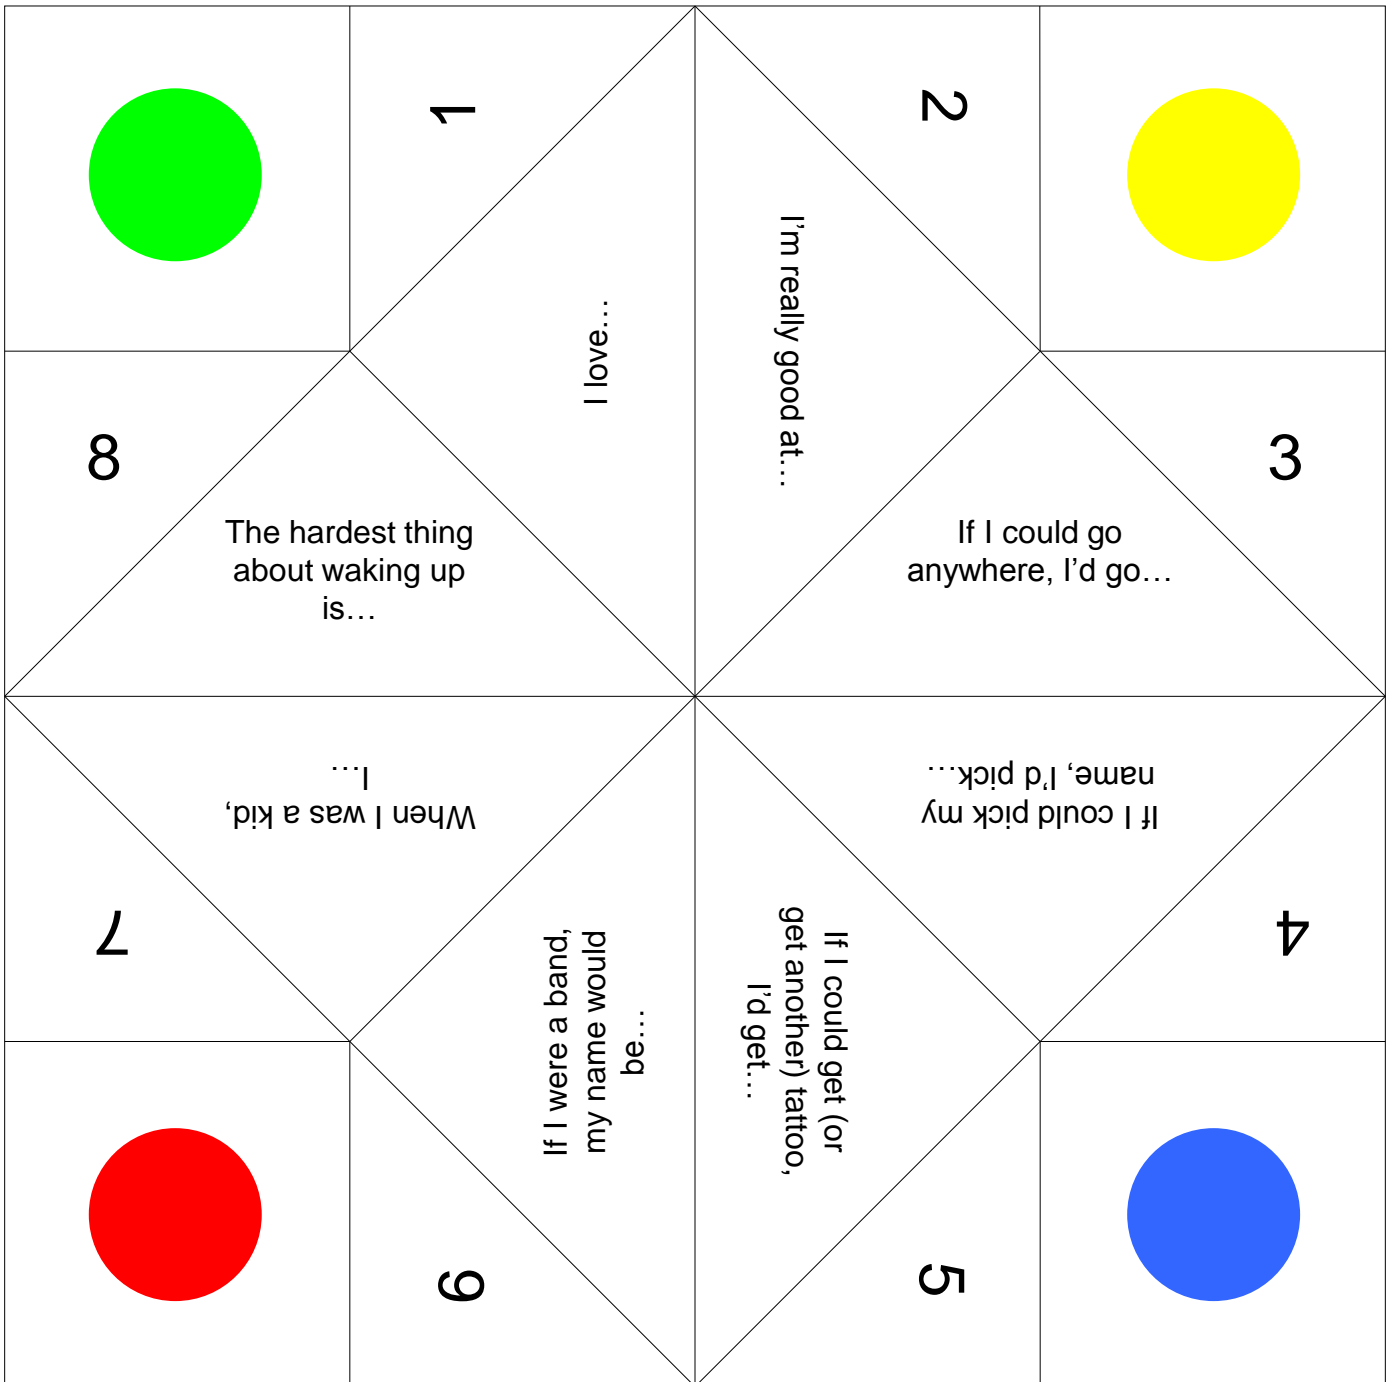 1
2
I love…
I'm really good at…
8
3
The hardest thing
about waking up
is…
If I could go
anywhere, I'd go…
When I was a kid,
I…
If I could pick my
name, I'd pick…
7
4
If I were a band,
my name would
be…
If I could get (or
get another) tattoo,
I'd get…
6
5